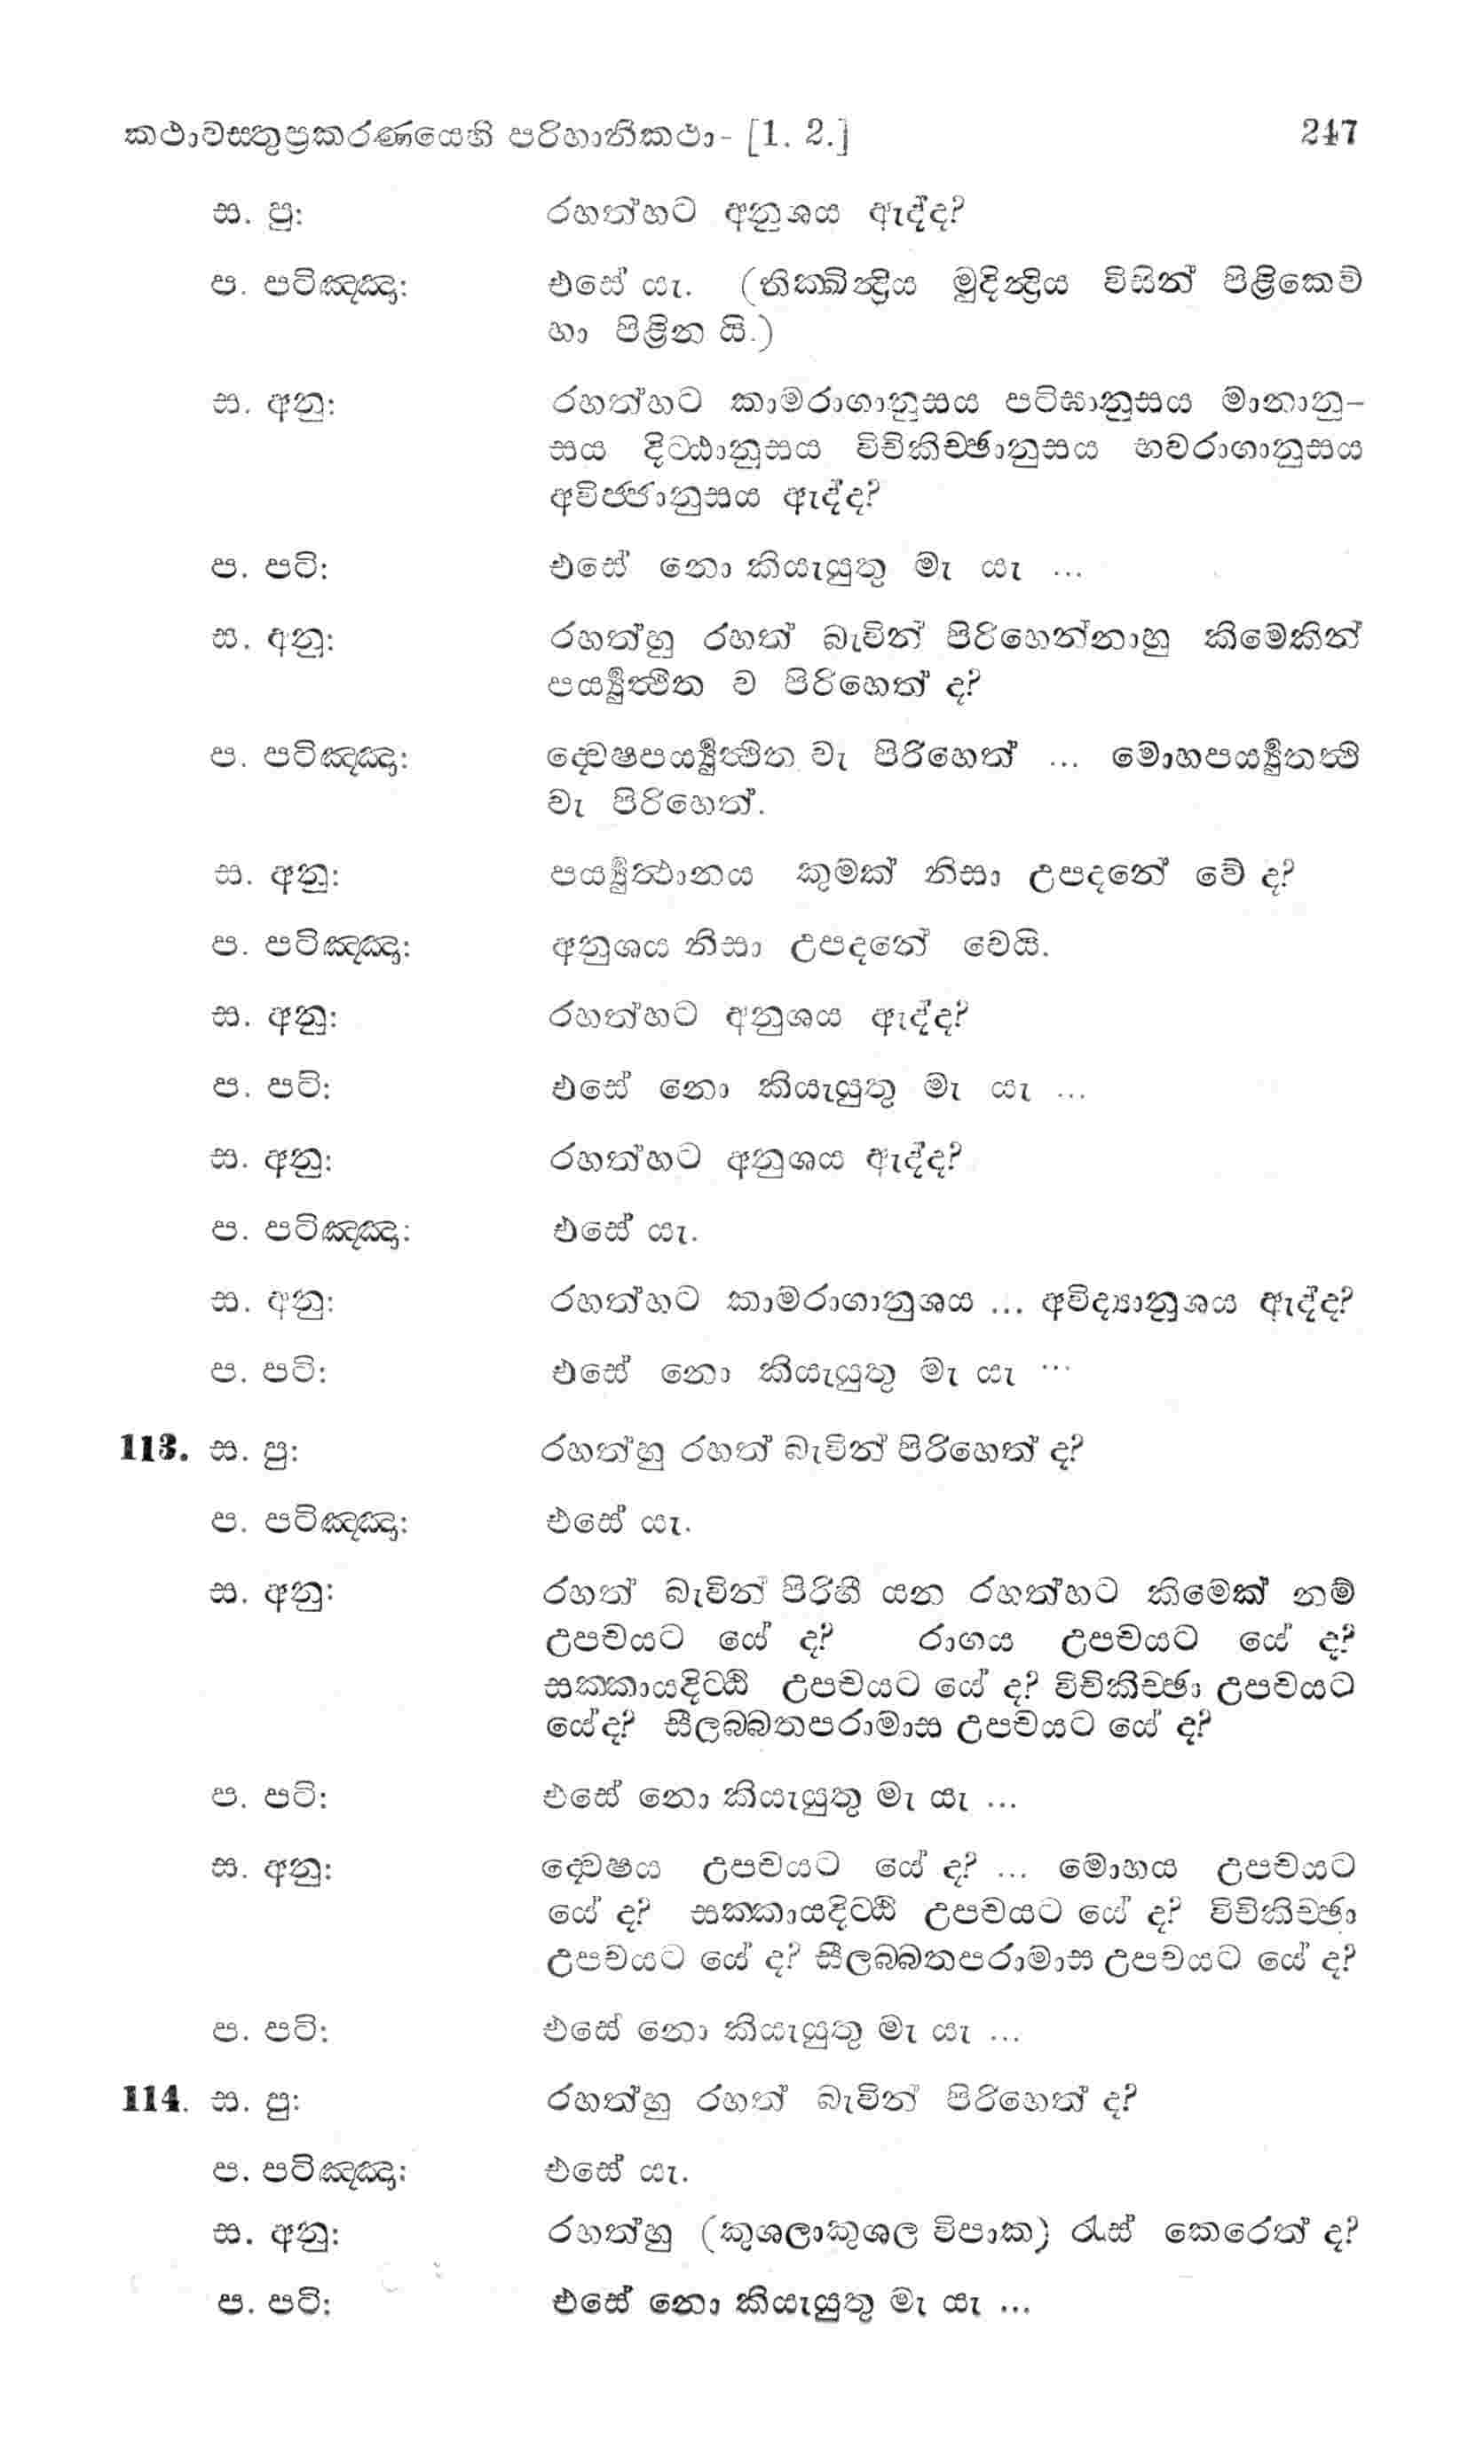 කථාවස්තුප්‍රකරණයෙහි පරිහානිකථා- [1. 2.] 247
ස. පු: රහත්හට අනුශය ඇද්ද?
ප. පටිඤ්ඤා: එසේ යැ. (තික්ඛින්‍ද්‍රිය මුදින්‍ද්‍රිය විසින් පිළිකෙව්
හා පිළින යි.)
ස. අනු: රහත්හට කාමරාගානුසය පටිඝානුසය මානානු-
සය දිට්ඨානුසය විචිකිච්ඡානුසය භවරාගානුසය
අවිජ්ජානුසය ඇද්ද?
ප. පටි: එසේ නො කියැයුතු මැ යැ ...
ස. අනු: රහත්හු රහත් බැවින් පිරිහෙන්නාහු කිමෙකින්
පර්‍ය්‍යුත්ථිත ව පිරිහෙත් ද?
ප. පටිඤ්ඤා: ද්වේෂපර්‍ය්‍යුත්ථිත වැ පිරිහෙත් ... මොහපර්‍ය්‍යුතත්ථි
වැ පිරිහෙත්.
ස. අනු: පර්‍ය්‍යුත්ථානය කුමක් නිසා උපදනේ වේ ද?
ප. පටිඤ්ඤා: අනුශය නිසා උපදනේ වෙයි.
ස. අනු: රහත්හට අනුශය ඇද්ද?
ප. පටි: එසේ නො කියැයුතු මැ යැ ...
ස. අනු: රහත්හට අනුශය ඇද්ද?
ප. පටිඤ්ඤා: එසේ යැ.
ස. අනු: රහත්හට කාමරාගානුශය ... අවිද්‍යානුශය ඇද්ද?
ප. පටි: එසේ නො කියැයුතු මැ යැ ...
113. ස. පු: රහත්හු රහත් බැවින් පිරිහෙත් ද?
ප. පටිඤ්ඤා: එසේ යැ.
ස. අනු: රහත් බැවින් පිරිහී යන රහත්හට කිමෙක් නම්
උපචයට යේ ද? රාගය උපචයට යේ ද?
සක්කායදිට්ඨි උපචයට යේ ද? විචිකිච්ඡා උපචයට
යේද? සීලබ්බතපරාමාස උපචයට යේ ද?
ප. පටි: එසේ නො කියැයුතු මැ යැ ...
ස. අනු: ද්වේෂය උපචයට යේ ද? ... මොහය උපචයට
යේ ද? සක්කායදිට්ඨි උපචයට යේ ද? විචිකිච්ඡා
උපචයට යේ ද? සීලබ්බතපරාමාස උපචයට යේ ද?
ප. පටි: එසේ නො කියැයුතු මැ යැ ...
114. ස. පු: රහත්හු රහත් බැවින් පිරිහෙත් ද?
ප. පටිඤ්ඤා: එසේ යැ.
ස. අනු: රහත්හු (කුශලාකුශල විපාක) රැස් කෙරෙත් ද?
ප. පටි: එසේ නො කියැයුතු මැ යැ ...